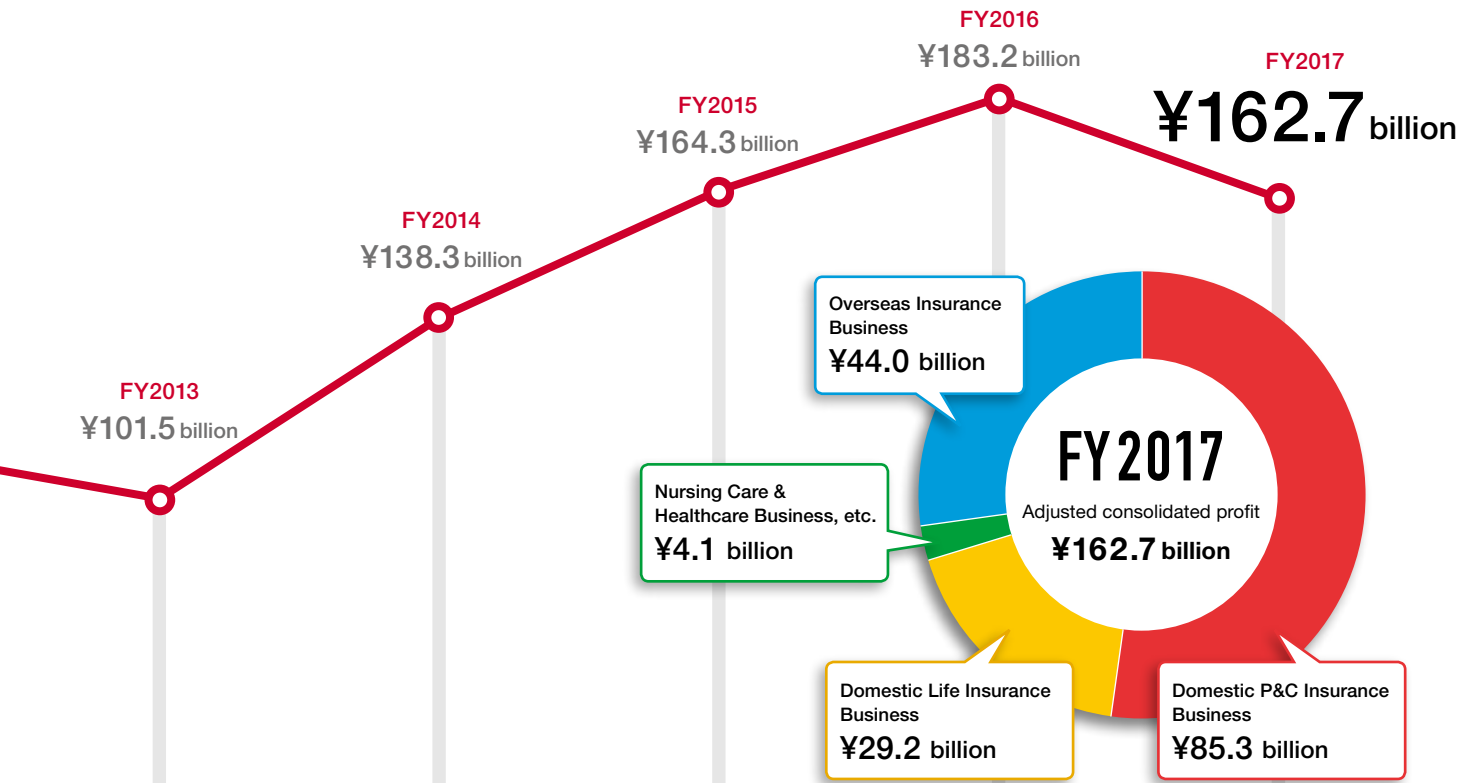 FY2016
¥183.2 billion
FY2017
¥162.7 billion
FY2015
¥164.3 billion
FY2014
¥138.3 billion
FY2013
¥101.5 billion
Overseas Insurance
Business
¥44.0 billion
FY2017
Adjusted consolidated profit
¥162.7 billion
Nursing Care &
Healthcare Business, etc.
¥4.1 billion
Domestic Life Insurance
Business
¥29.2 billion
Domestic P&C Insurance
Business
¥85.3 billion